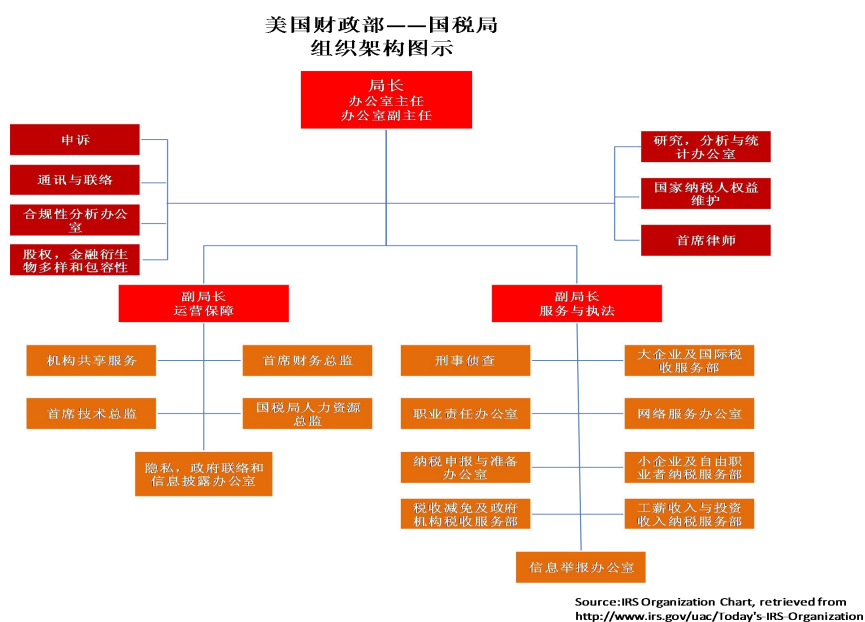 美国财政部——国税局
组织架构图示
局长
办公室主任
办公室副主任
申诉
通讯与联络
合规性分析办公
室
股权，金融衍生
物多样和包容性
研究，分析与统
计办公室
国家纳税人权益
维护
首席律师
副局长
运营保障
副局长
服务与执法
机构共享服务
首席财务总监
首席技术总监
国税局人力资源
总监
隐私，政府联络和
信息披露办公室
刑事侦查
大企业及国际税
收服务部
职业责任办公室
网络服务办公室
纳税申报与准备
办公室
小企业及自由职
业者纳税服务部
税收减免及政府
机构税收服务部
工薪收入与投资
收入纳税服务部
信息举报办公室
Source:IRS Organization Chart, retrieved from
http://www.irs.gov/uac/Today's-IRS-Organization